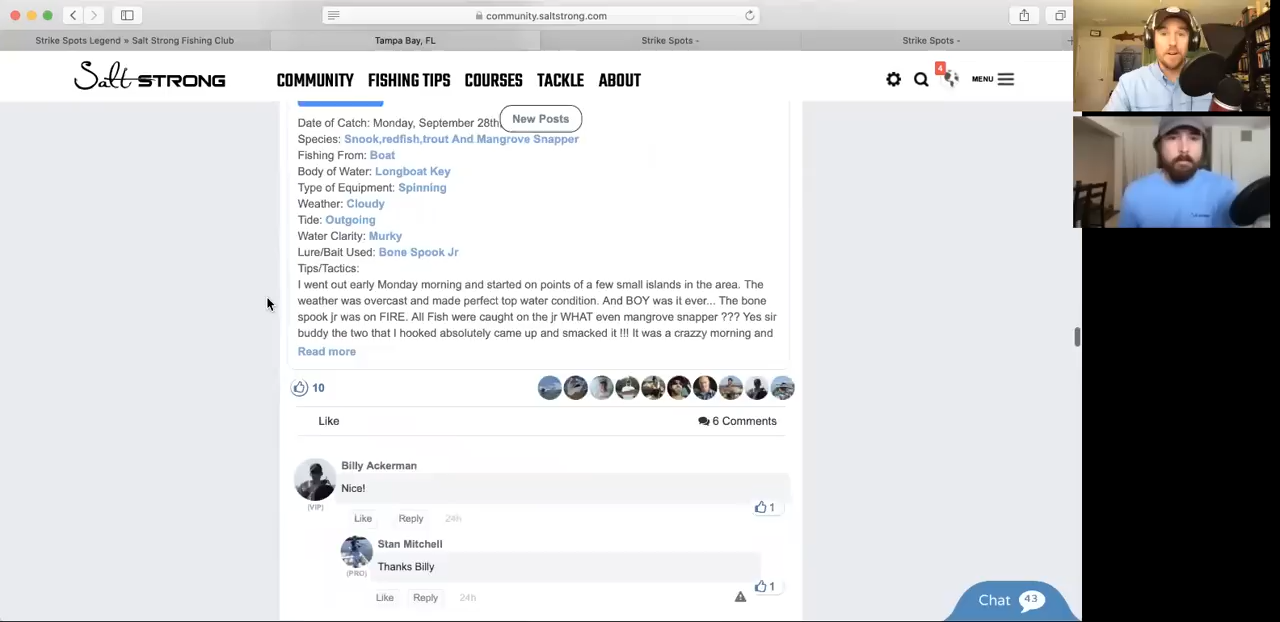 community.saltstrong.com
Strike Spots Legend » Salt Strong Fishing Club
Tampa Bay, FL
Strike Spots -
Strike Spots -
Salt STRONG
COMMUNITY FISHING TIPS COURSES TACKLE ABOUT
4
MENU
New Posts
Date of Catch: Monday, September 28th,
Species: Snook,redfish,trout And Mangrove Snapper
Fishing From: Boat
Body of Water: Longboat Key
Type of Equipment: Spinning
Weather: Cloudy
Tide: Outgoing
Water Clarity: Murky
Lure/Bait Used: Bone Spook Jr
Tips/Tactics:
I went out early Monday morning and started on points of a few small islands in the area. The
weather was overcast and made perfect top water condition. And BOY was it ever... The bone
spook jr was on FIRE. All Fish were caught on the jr WHAT even mangrove snapper ??? Yes sir
buddy the two that I hooked absolutely came up and smacked it !!! It was a crazzy morning and
Read more
10
Like
6 Comments
Billy Ackerman
Nice!
(VIP)
1
Like Reply 24h
Stan Mitchell
Thanks Billy
(PRO)
1
Like Reply 24h
Chat 43